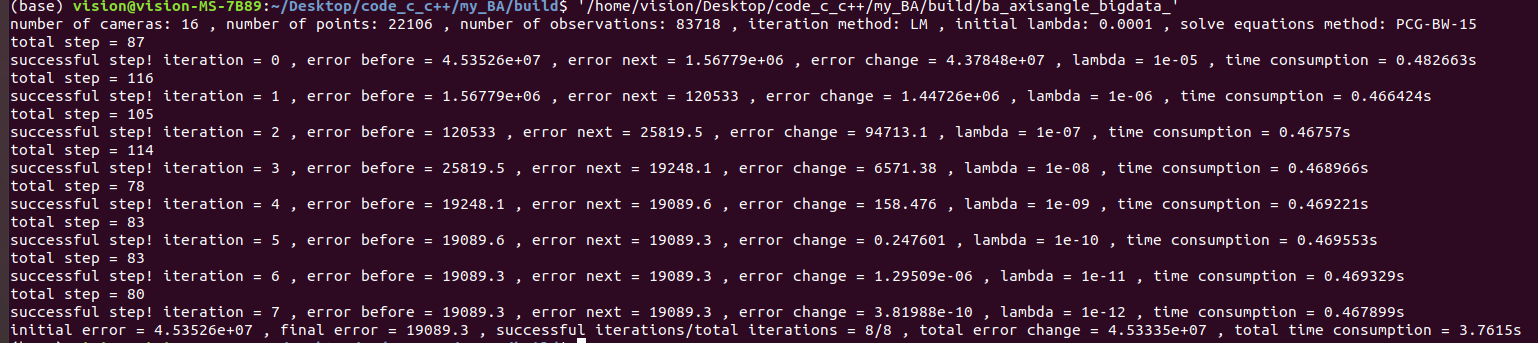 (base) vision@vision-MS-7B89:~/Desktop/code_c_c++/my_BA/build$ '/home/vision/Desktop/code_c_c++/my_BA/build/ba_axisangle_bigdata_'
number of cameras: 16 , number of points: 22106 , number of observations: 83718 , iteration method: LM , initial lambda: 0.0001 , solve equations method: PCG-BW-15
total step = 87
successful step! iteration = 0 , error before = 4.53526e+07 , error next = 1.56779e+06 , error change = 4.37848e+07 , lambda = 1e-05 , time consumption = 0.482663s
total step = 116
successful step! iteration = 1 , error before = 1.56779e+06 , error next = 120533 , error change = 1.44726e+06 , lambda = 1e-06 , time consumption = 0.466424s
total step = 105
successful step! iteration = 2 , error before = 120533 , error next = 25819.5 , error change = 94713.1 , lambda = 1e-07 , time consumption = 0.46757s
total step = 114
successful step! iteration = 3 , error before = 25819.5 , error next = 19248.1 , error change = 6571.38 , lambda = 1e-08 , time consumption = 0.468966s
total step = 78
successful step! iteration = 4 , error before = 19248.1 , error next = 19089.6 , error change = 158.476 , lambda = 1e-09 , time consumption = 0.469221s
total step = 83
successful step! iteration = 5 , error before = 19089.6 , error next = 19089.3 , error change = 0.247601 , lambda = 1e-10 , time consumption = 0.469553s
total step = 83
successful step! iteration = 6 , error before = 19089.3 , error next = 19089.3 , error change = 1.29509e-06 , lambda = 1e-11 , time consumption = 0.469329s
total step = 80
successful step! iteration = 7 , error before = 19089.3 , error next = 19089.3 , error change = 3.81988e-10 , lambda = 1e-12 , time consumption = 0.467899s
initial error = 4.53526e+07 , final error = 19089.3 , successful iterations/total iterations = 8/8 , total error change = 4.53335e+07 , total time consumption = 3.7615s